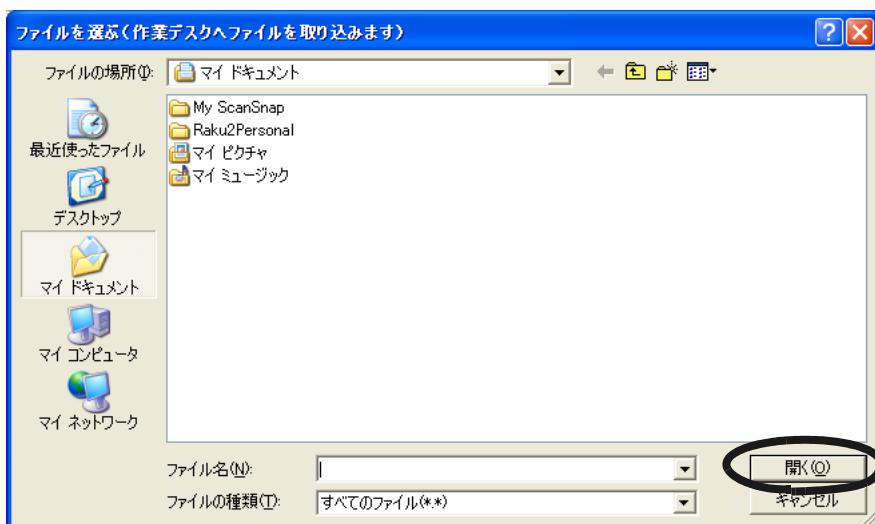 ファイルを選ぶ(作業デスクへファイルを取り込みます)
ファイルの場所(I):
マイ ドキュメント
最近使ったファイル
デスクトップ
マイ ドキュメント
マイ コンピュータ
マイ ネットワーク
My ScanSnap
Raku2Personal
マイ ピクチャ
マイ ミュージック
ファイル名(N):
開く(O)
ファイルの種類(T):
すべてのファイル(*.*)
キャンセル